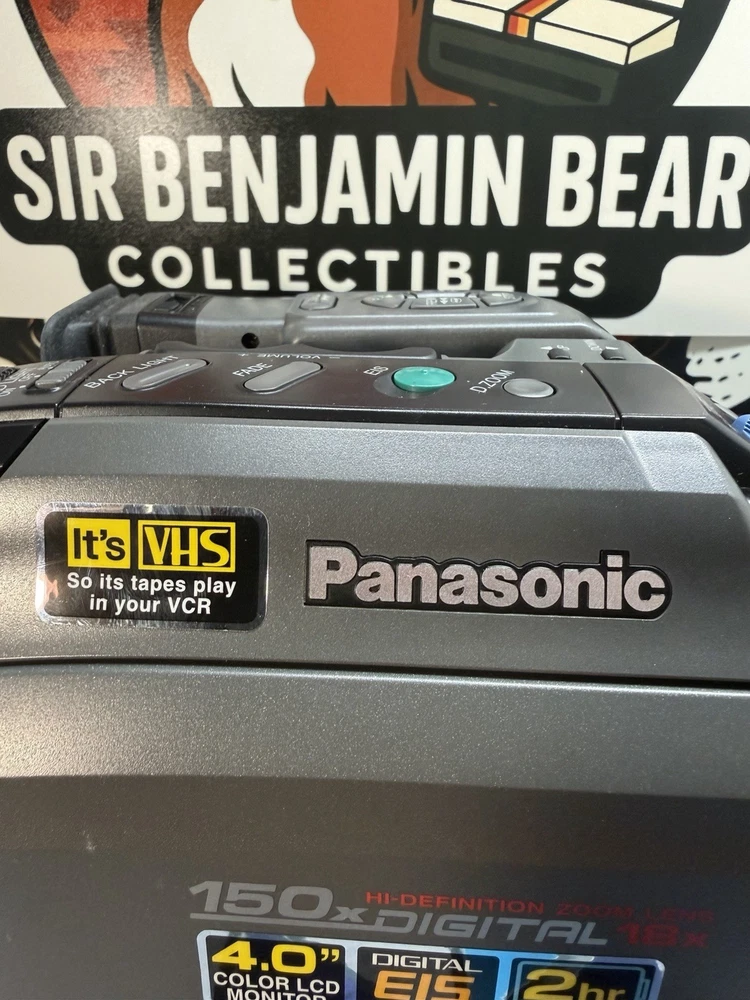 SIR BENJAMIN BEAR
COLLECTIBLES
BACK LIGHT
FADE
– VOLUME +
EIS
D.ZOOM
It's VHS
So its tapes play
in your VCR
Panasonic
150x DIGITAL
HI-DEFINITION ZOOM LENS
18x
4.0"
COLOR LCD
MONITOR
DIGITAL
EIS
2hr